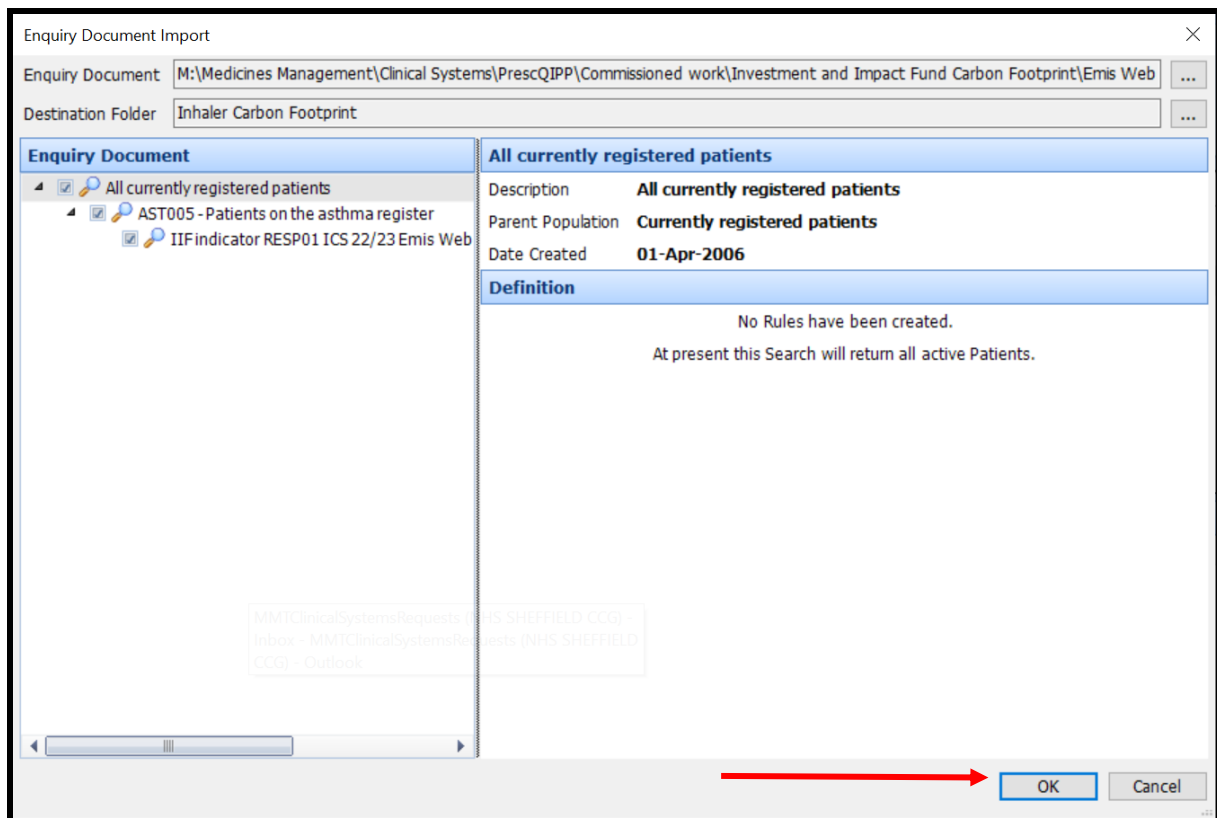 Enquiry Document Import
Enquiry Document M:\Medicines Management\Clinical Systems\PrescQIPP\Commissioned work\Investment and Impact Fund Carbon Footprint\Emis Web ...
Destination Folder Inhaler Carbon Footprint ...
Enquiry Document
All currently registered patients
AST005 - Patients on the asthma register
IIF indicator RESP01 ICS 22/23 Emis Web
All currently registered patients
Description All currently registered patients
Parent Population Currently registered patients
Date Created 01-Apr-2006
Definition
No Rules have been created.
At present this Search will return all active Patients.
MMTClinicalSystemsRequests (NHS SHEFFIELD CCG) -
Inbox - MMTClinicalSystemsRequests (NHS SHEFFIELD
CCG) - Outlook
OK Cancel